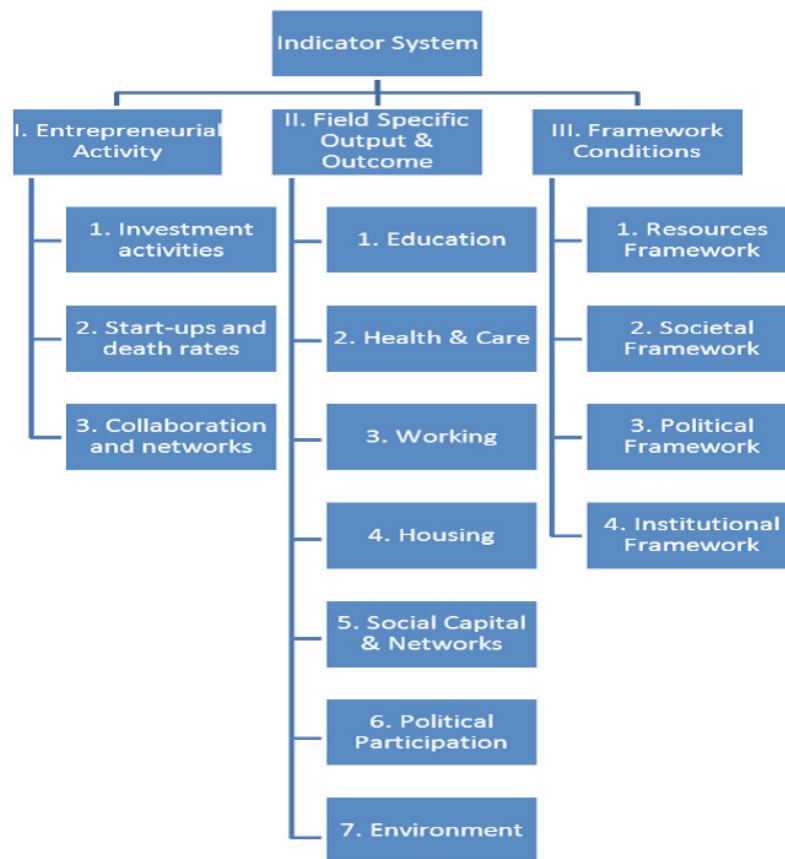 Indicator System
I. Entrepreneurial
Activity
II. Field Specific
Output &
Outcome
III. Framework
Conditions
1. Investment
activities
2. Start-ups and
death rates
3. Collaboration
and networks
1. Education
2. Health & Care
3. Working
4. Housing
5. Social Capital
& Networks
6. Political
Participation
7. Environment
1. Resources
Framework
2. Societal
Framework
3. Political
Framework
4. Institutional
Framework